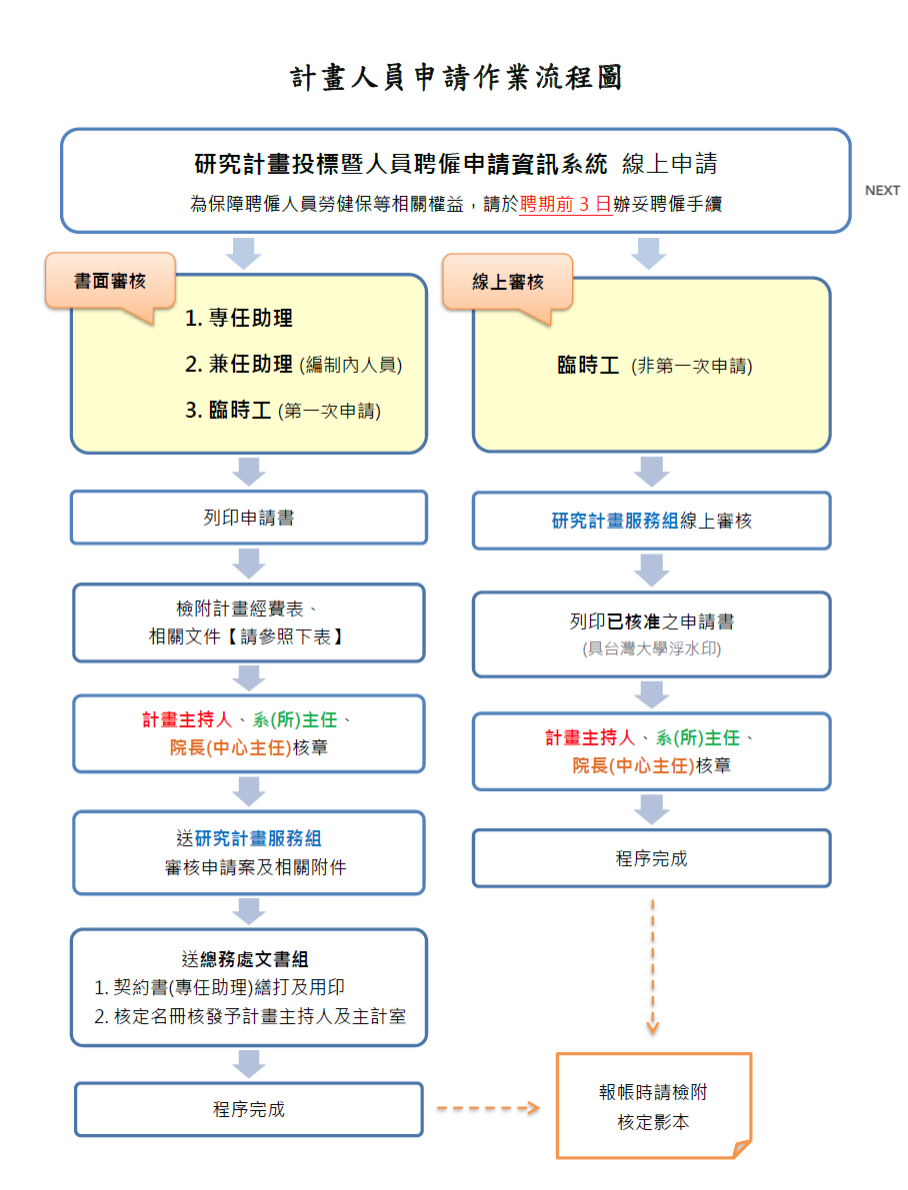 計畫人員申請作業流程圖
研究計畫投標暨人員聘僱申請資訊系統 線上申請
為保障聘僱人員勞健保等相關權益，請於聘期前 3 日辦妥聘僱手續
NEXT
書面審核
1. 專任助理
2. 兼任助理 (編制內人員)
3. 臨時工 (第一次申請)
列印申請書
檢附計畫經費表、
相關文件【請參照下表】
計畫主持人、系(所)主任、
院長(中心主任)核章
送研究計畫服務組
審核申請案及相關附件
送總務處文書組
1. 契約書(專任助理)繕打及用印
2. 核定名冊核發予計畫主持人及主計室
程序完成
線上審核
臨時工 (非第一次申請)
研究計畫服務組線上審核
列印已核准之申請書
(具台灣大學浮水印)
計畫主持人、系(所)主任、
院長(中心主任)核章
程序完成
報帳時請檢附
核定影本